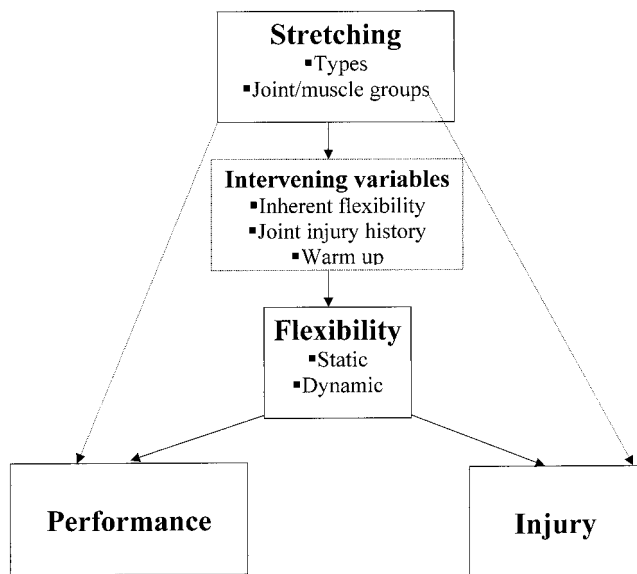 Stretching
▪Types
▪Joint/muscle groups
Intervening variables
▪Inherent flexibility
▪Joint injury history
▪Warm up
Flexibility
▪Static
▪Dynamic
Performance
Injury